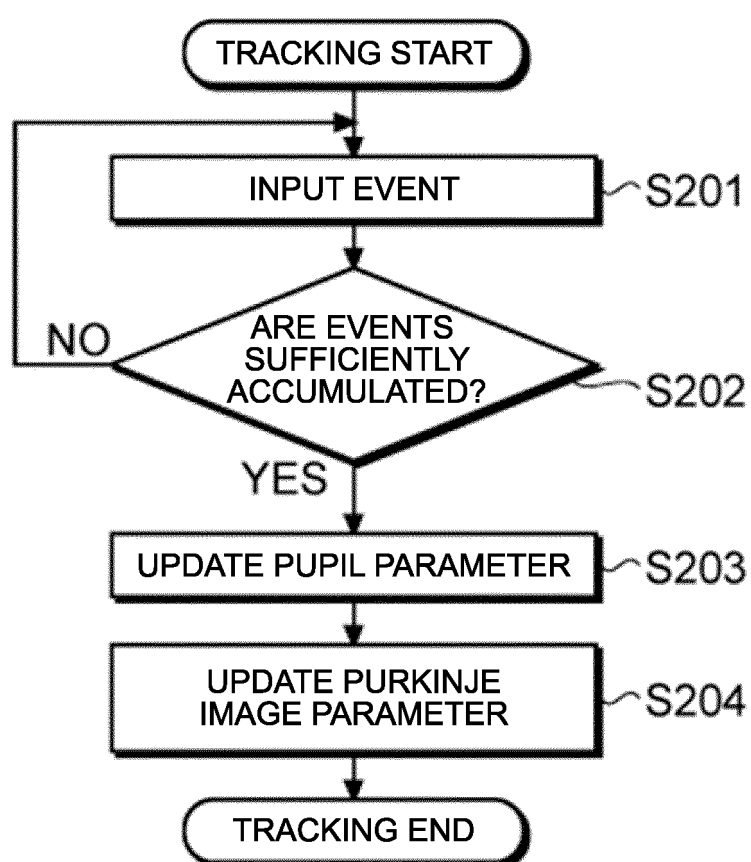 TRACKING START
INPUT EVENT
S201
ARE EVENTS
SUFFICIENTLY
ACCUMULATED?
NO
S202
YES
UPDATE PUPIL PARAMETER
S203
UPDATE PURKINJE
IMAGE PARAMETER
S204
TRACKING END